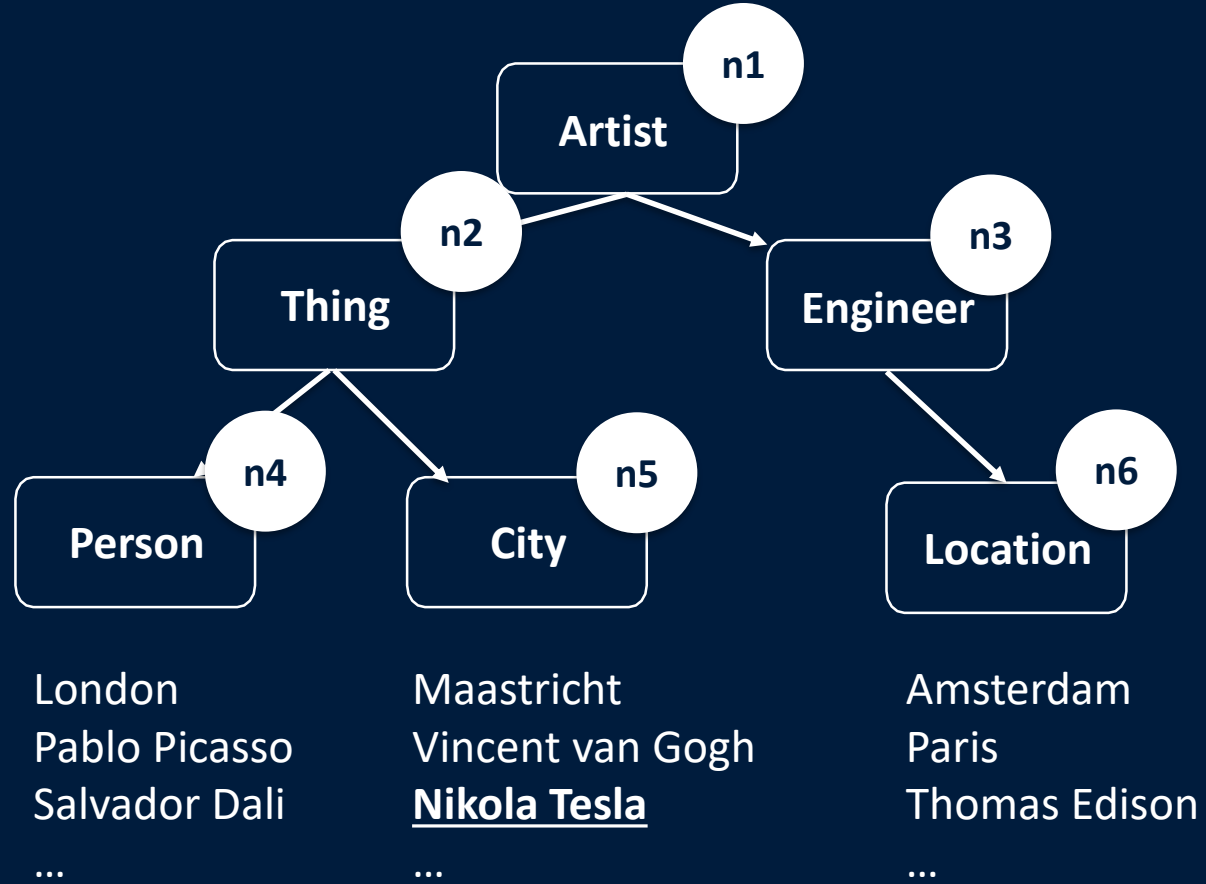 n1
Artist
n2
n3
Thing
Engineer
n4
n5
n6
Person
City
Location
London
Pablo Picasso
Salvador Dali
...
Maastricht
Vincent van Gogh
Nikola Tesla
...
Amsterdam
Paris
Thomas Edison
...